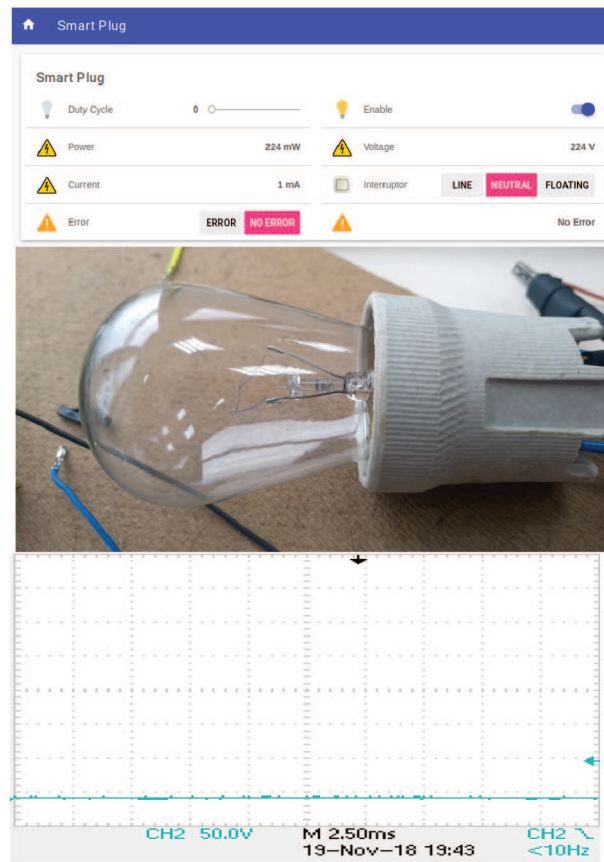 Smart Plug
Smart Plug
Duty Cycle 0 Enable
Power 224 mW Voltage 224 V
Current 1 mA Interruptor LINE NEUTRAL FLOATING
Error ERROR NO ERROR No Error
CH2 50.0V M 2.50ms CH2
19-Nov-18 19:43 <10Hz